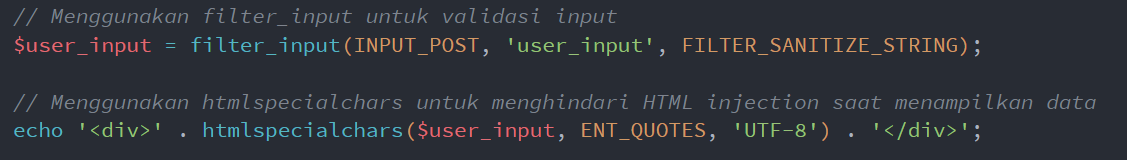 // Menggunakan filter_input untuk validasi input
$user_input = filter_input(INPUT_POST, 'user_input', FILTER_SANITIZE_STRING);
// Menggunakan htmlspecialchars untuk menghindari HTML injection saat menampilkan data
echo '<div>' . htmlspecialchars($user_input, ENT_QUOTES, 'UTF-8') . '</div>';